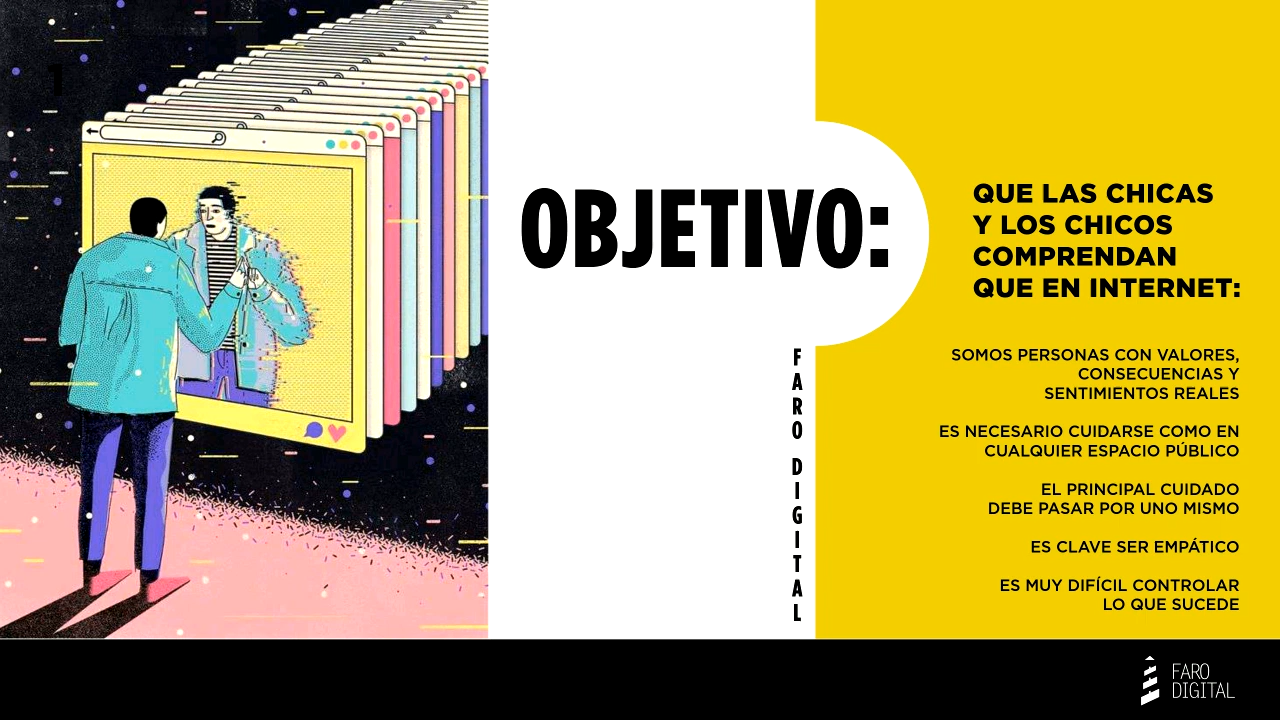 1
OBJETIVO:
QUE LAS CHICAS
Y LOS CHICOS
COMPRENDAN
QUE EN INTERNET:
SOMOS PERSONAS CON VALORES,
CONSECUENCIAS Y
SENTIMIENTOS REALES
ES NECESARIO CUIDARSE COMO EN
CUALQUIER ESPACIO PÚBLICO
EL PRINCIPAL CUIDADO
DEBE PASAR POR UNO MISMO
ES CLAVE SER EMPÁTICO
ES MUY DIFÍCIL CONTROLAR
LO QUE SUCEDE
FARO DIGITAL
FARO
DIGITAL